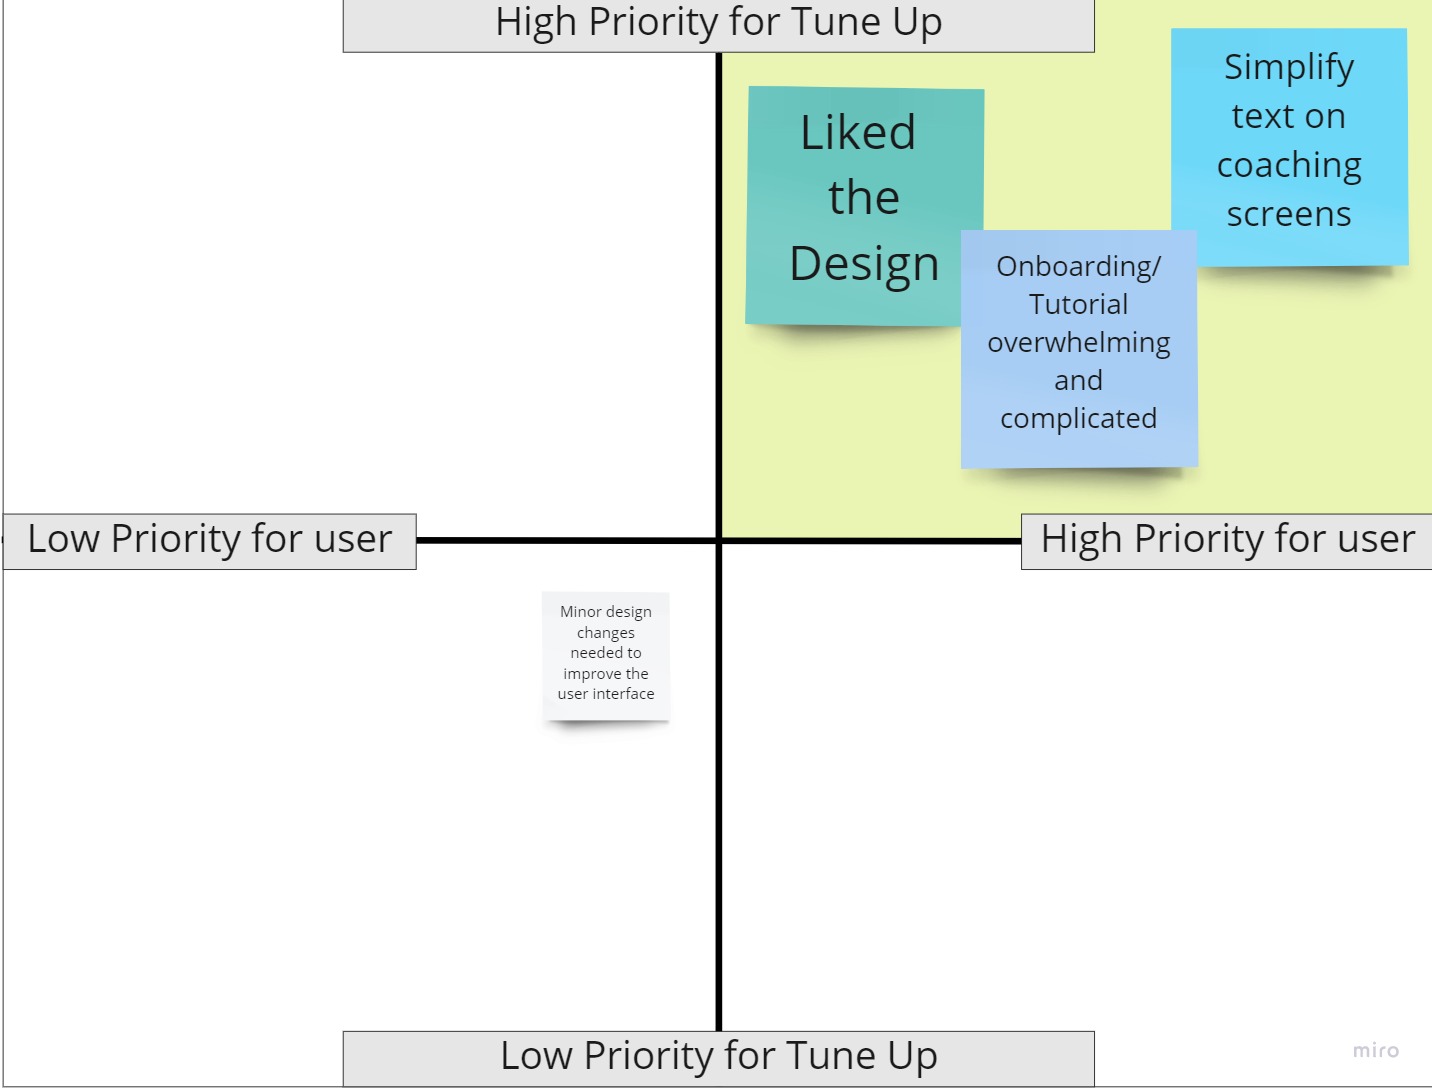 High Priority for Tune Up
Simplify
text on
coaching
screens
Liked
the
Design
Onboarding/
Tutorial
overwhelming
and
complicated
Low Priority for user
High Priority for user
Minor design
changes
needed to
improve the
user interface
Low Priority for Tune Up
miro